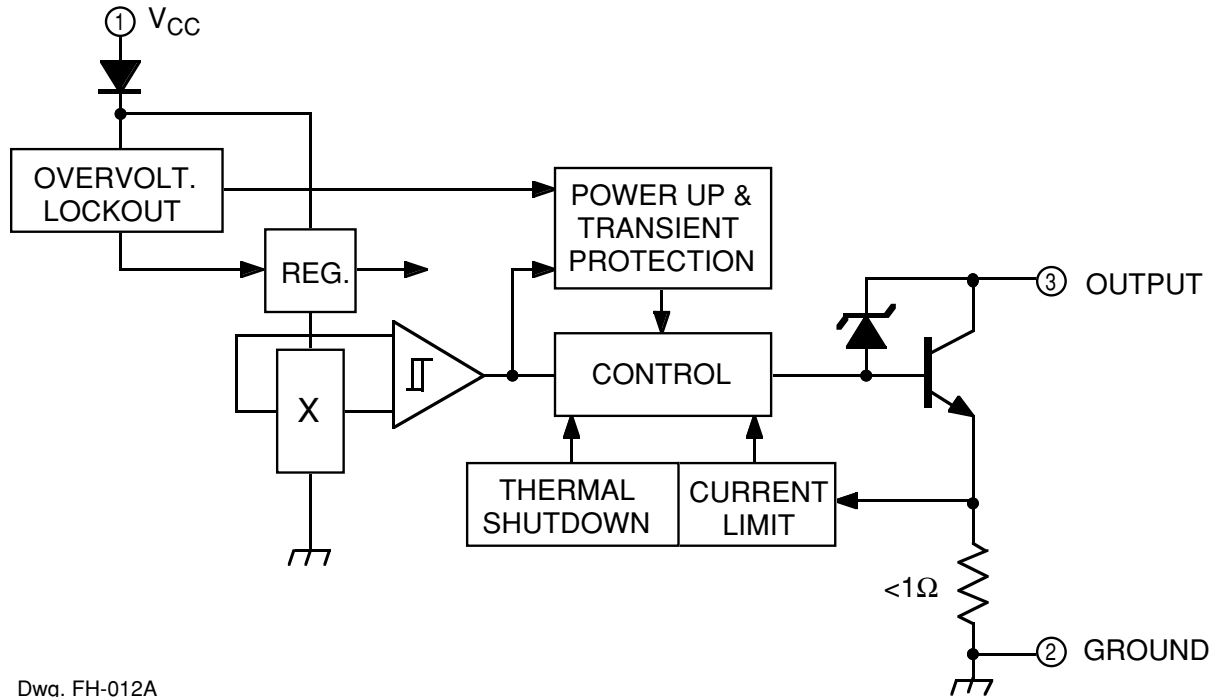 1 VCC
OVERVOLT.
LOCKOUT
POWER UP &
TRANSIENT
PROTECTION
REG.
3 OUTPUT
X
CONTROL
THERMAL
SHUTDOWN
CURRENT
LIMIT
<1Ω
2 GROUND
Dwg. FH-012A